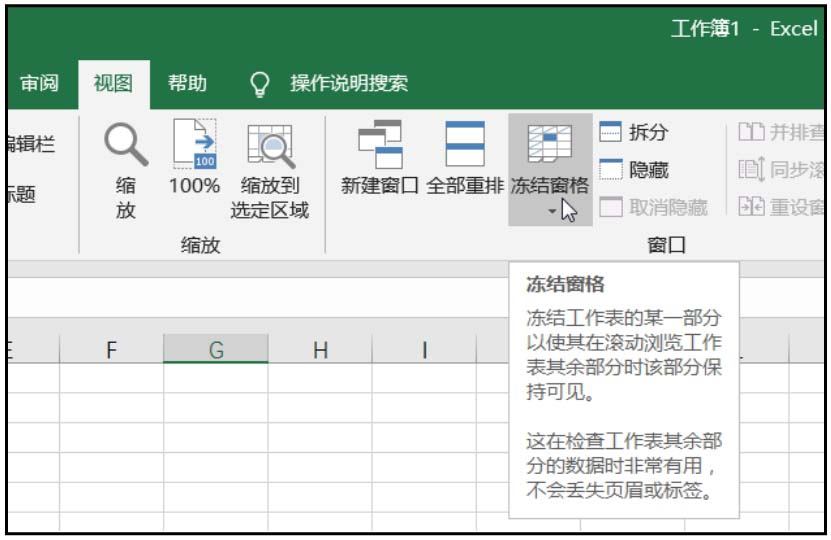 工作簿1 - Excel
审阅 视图 帮助 操作说明搜索
编辑栏
标题
缩放
100%
100
缩放到
选定区域
缩放
新建窗口
全部重排
冻结窗格
拆分
隐藏
取消隐藏
并排查
同步滚
重设窗
窗口
冻结窗格
冻结工作表的某一部分
以使其在滚动浏览工作
表其余部分时该部分保
持可见。
这在检查工作表其余部
分的数据时非常有用，
不会丢失页眉或标签。
E F G H I L